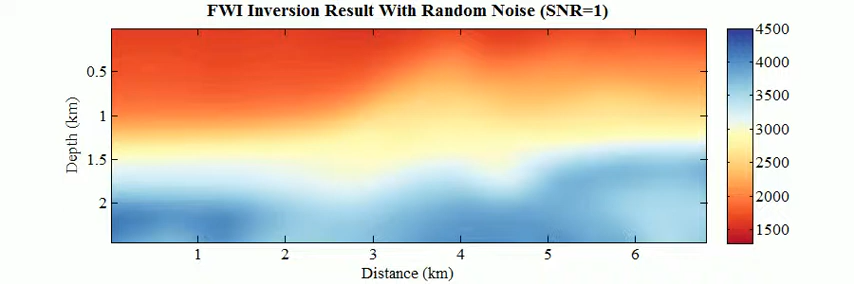 FWI Inversion Result With Random Noise (SNR=1)
4500
4000
3500
3000
2500
2000
1500
0.5
1
1.5
2
Depth (km)
1 2 3 4 5 6
Distance (km)